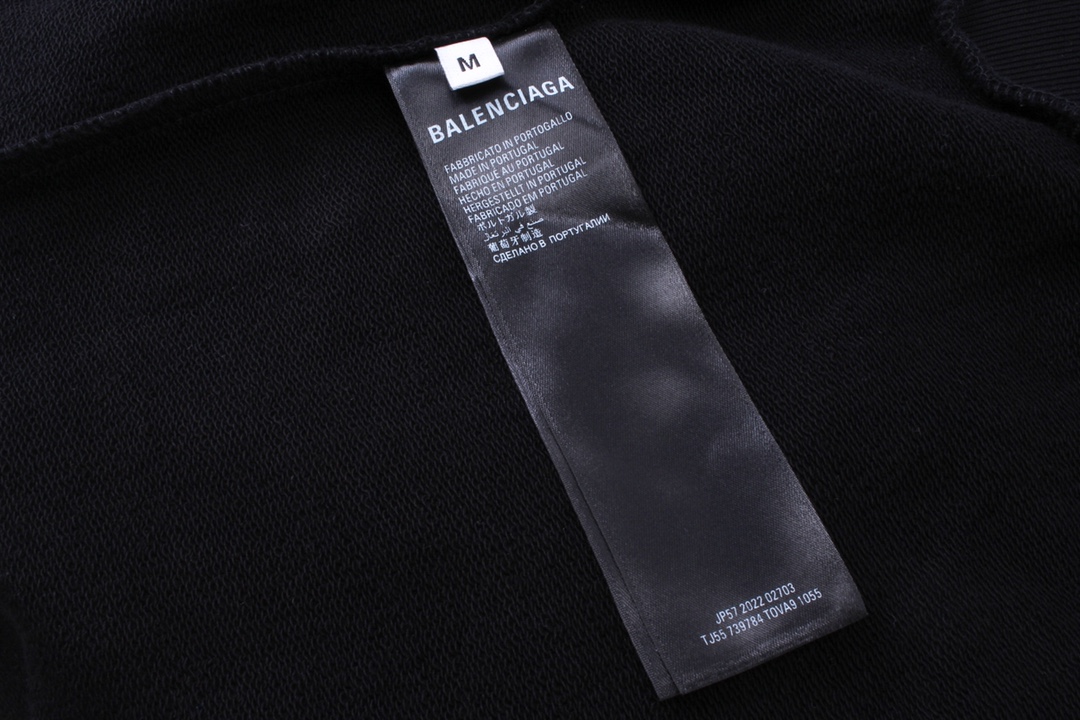 M
BALENCIAGA
FABBRICATO IN PORTOGALLO
MADE IN PORTUGAL
FABRIQUÉ AU PORTUGAL
HECHO EN PORTUGAL
HERGESTELLT IN PORTUGAL
FABRICADO EM PORTUGAL
ポルトガル製
صنع في البرتغال
葡萄牙制造
СДЕЛАНО В ПОРТУГАЛИИ
JP57 2022 02703
TJ55 739784 TOVA9 1055